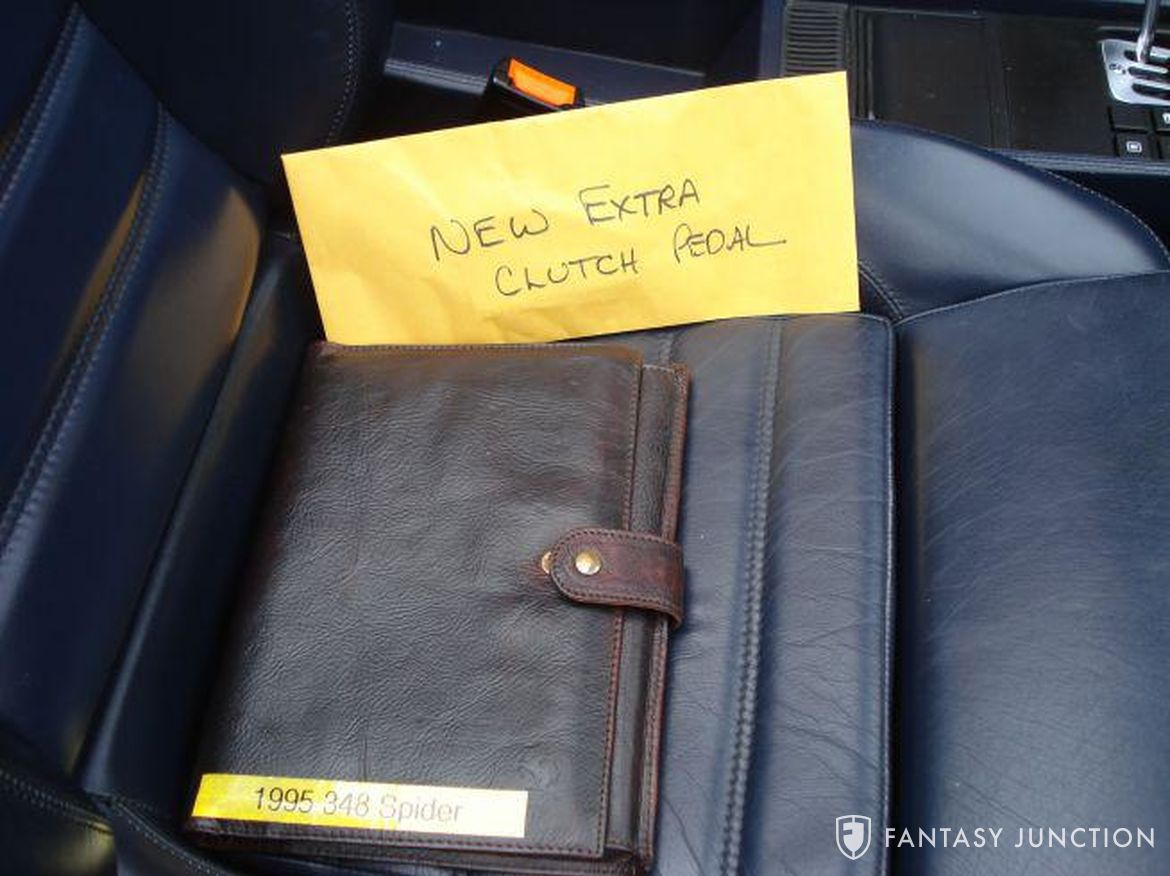 NEW EXTRA
CLUTCH PEDAL
1995 348 Spider
FANTASY JUNCTION